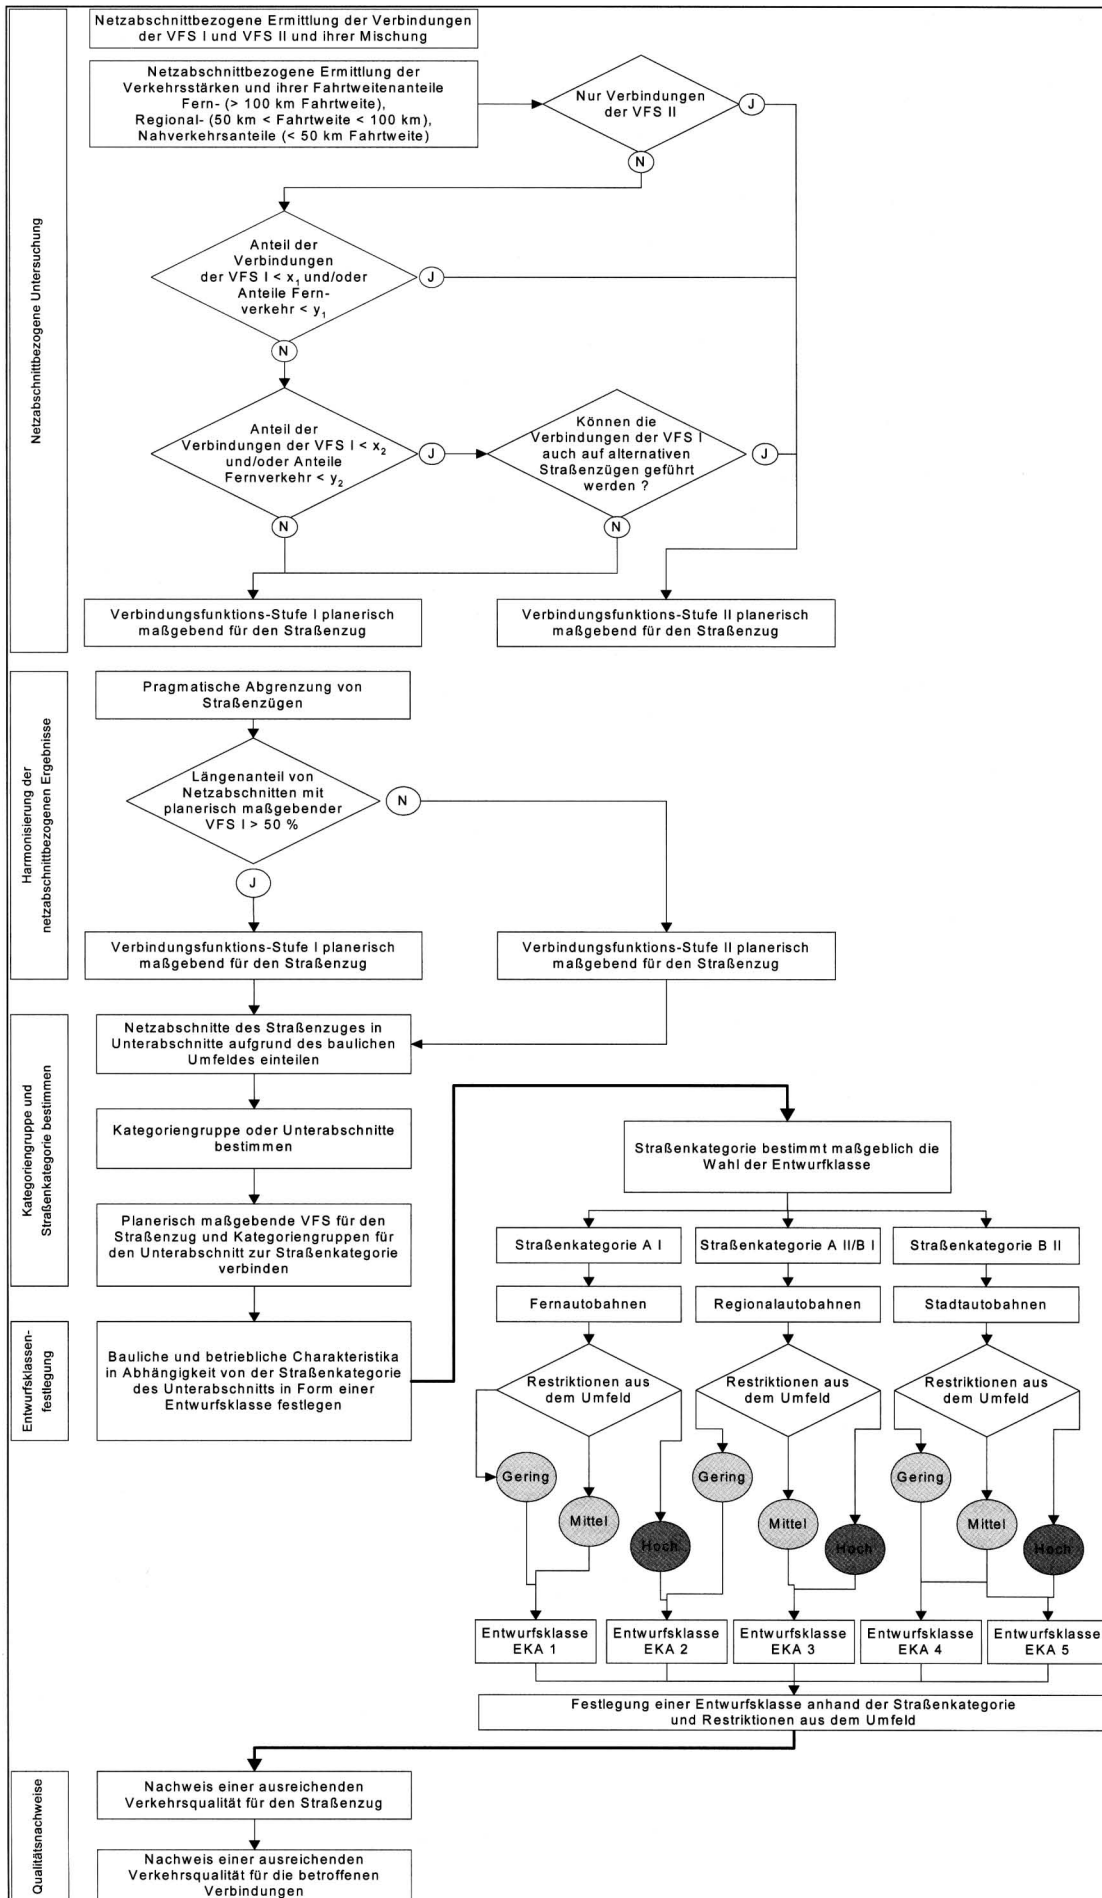 Netzabschnittbezogene Untersuchung
Netzabschnittbezogene Ermittlung der Verbindungen
der VFS I und VFS II und ihrer Mischung
Netzabschnittbezogene Ermittlung der
Verkehrsstärken und ihrer Fahrtweitenanteile
Fern- (> 100 km Fahrtweite),
Regional- (50 km < Fahrtweite < 100 km),
Nahverkehrsanteile (< 50 km Fahrtweite)
Nur Verbindungen
der VFS II
J
N
Anteil der
Verbindungen
der VFS I < x₁ und/oder
Anteile Fern-
verkehr < y₁
J
N
Anteil der
Verbindungen der VFS I < x₂
und/oder Anteile
Fernverkehr < y₂
J
N
Können die
Verbindungen der VFS I
auch auf alternativen
Straßenzügen geführt
werden ?
J
N
Verbindungsfunktions-Stufe I planerisch
maßgebend für den Straßenzug
Verbindungsfunktions-Stufe II planerisch
maßgebend für den Straßenzug
Harmonisierung der
netzabschnittbezogenen Ergebnisse
Pragmatische Abgrenzung von
Straßenzügen
Längenanteil von
Netzabschnitten mit
planerisch maßgebender
VFS I > 50 %
N
J
Verbindungsfunktions-Stufe I planerisch
maßgebend für den Straßenzug
Verbindungsfunktions-Stufe II planerisch
maßgebend für den Straßenzug
Kategoriengruppe und
Straßenkategorie bestimmen
Netzabschnitte des Straßenzuges in
Unterabschnitte aufgrund des baulichen
Umfeldes einteilen
Kategoriengruppe oder Unterabschnitte
bestimmen
Planerisch maßgebende VFS für den
Straßenzug und Kategoriengruppen für
den Unterabschnitt zur Straßenkategorie
verbinden
Entwurfsklassen-
festlegung
Bauliche und betriebliche Charakteristika
in Abhängigkeit von der Straßenkategorie
des Unterabschnitts in Form einer
Entwurfsklasse festlegen
Straßenkategorie bestimmt maßgeblich die
Wahl der Entwurfklasse
Straßenkategorie A I
Straßenkategorie A II/B I
Straßenkategorie B II
Fernautobahnen
Regionalautobahnen
Stadtautobahnen
Restriktionen aus
dem Umfeld
Restriktionen aus
dem Umfeld
Restriktionen aus
dem Umfeld
Gering
Mittel
Hoch
Gering
Mittel
Hoch
Gering
Mittel
Hoch
Entwurfsklasse
EKA 1
Entwurfsklasse
EKA 2
Entwurfsklasse
EKA 3
Entwurfsklasse
EKA 4
Entwurfsklasse
EKA 5
Festlegung einer Entwurfsklasse anhand der Straßenkategorie
und Restriktionen aus dem Umfeld
Qualitätsnachweise
Nachweis einer ausreichenden
Verkehrsqualität für den Straßenzug
Nachweis einer ausreichenden
Verkehrsqualität für die betroffenen
Verbindungen